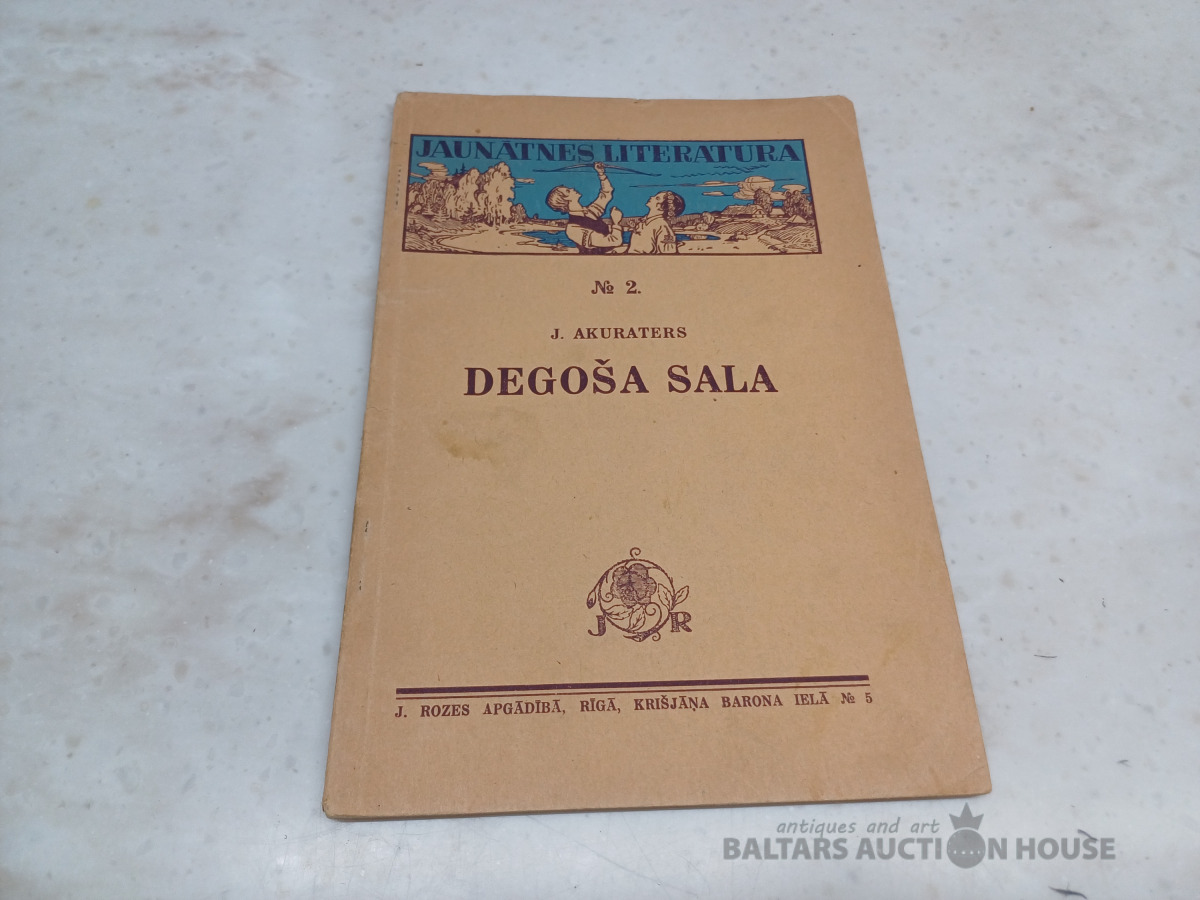 JAUNATNES LITERATURA
№ 2.
J. AKURATERS
DEGOŠA SALA
J R
J. ROZES APGĀDĪBĀ, RĪGĀ, KRIŠJĀŅA BARONA IELĀ № 5
antiques and art
BALTARS AUCTION HOUSE